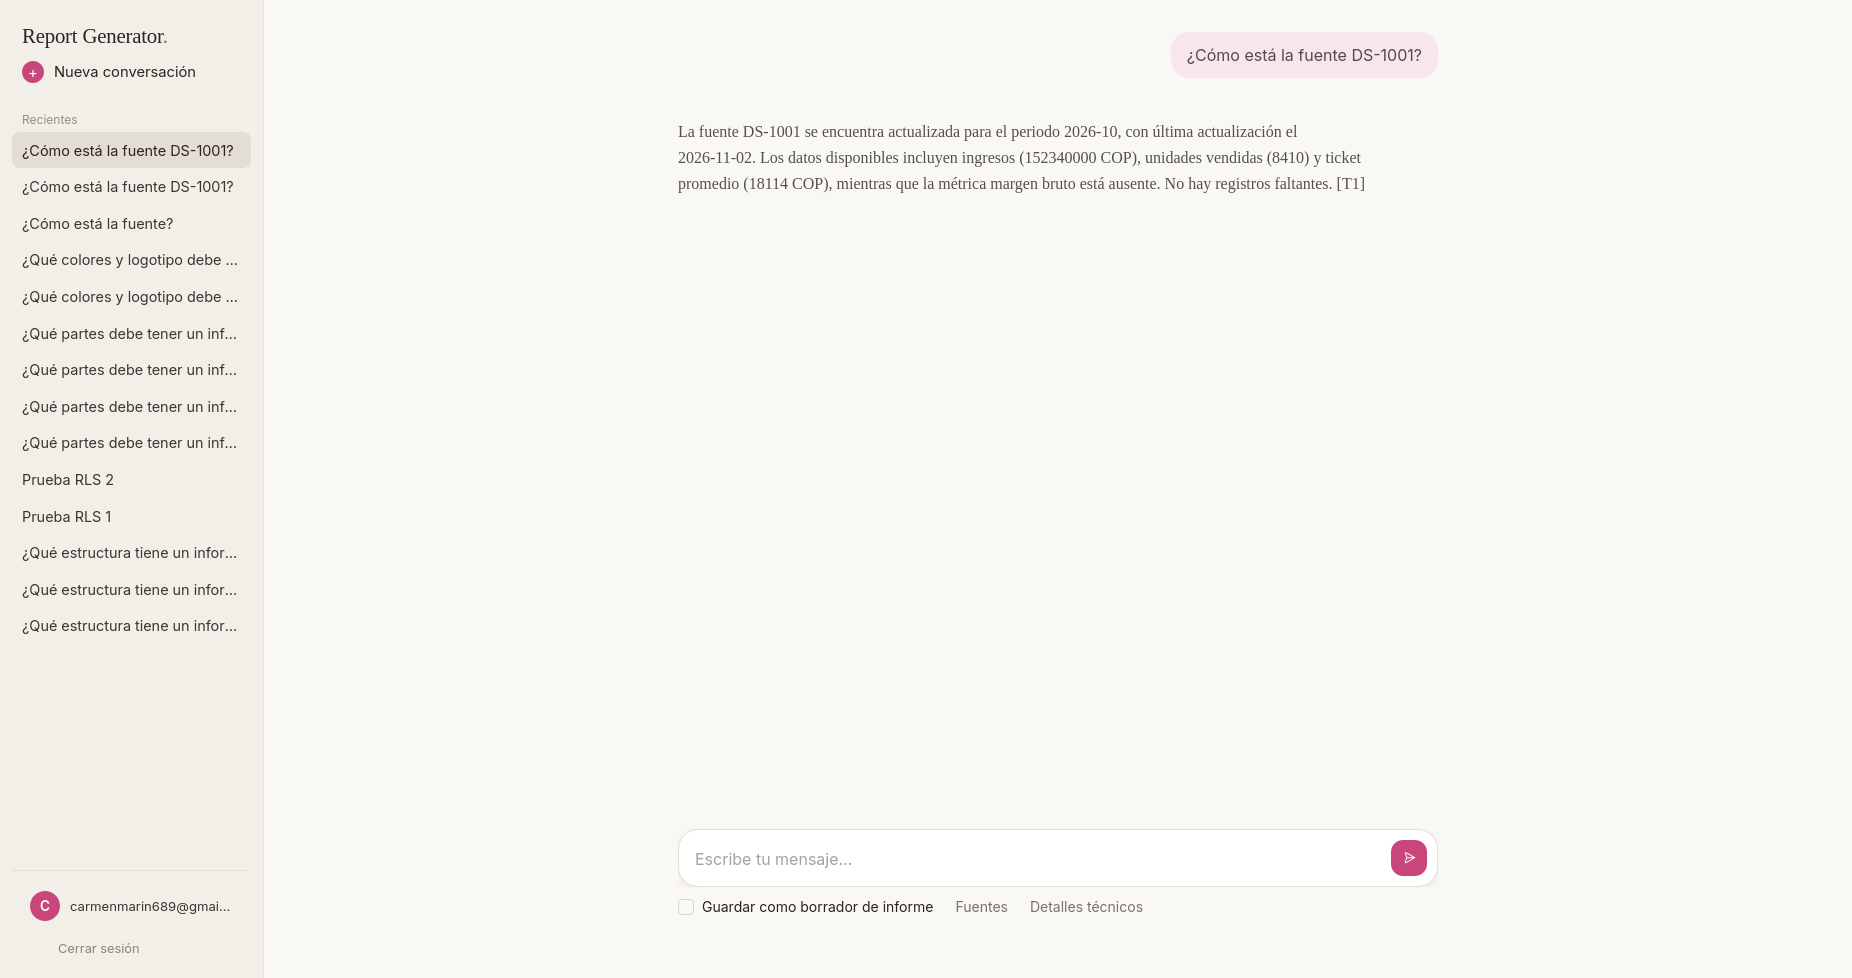 Report Generator.
+ Nueva conversación
Recientes
¿Cómo está la fuente DS-1001?
¿Cómo está la fuente DS-1001?
¿Cómo está la fuente?
¿Qué colores y logotipo debe ...
¿Qué colores y logotipo debe ...
¿Qué partes debe tener un inf...
¿Qué partes debe tener un inf...
¿Qué partes debe tener un inf...
¿Qué partes debe tener un inf...
Prueba RLS 2
Prueba RLS 1
¿Qué estructura tiene un infor...
¿Qué estructura tiene un infor...
¿Qué estructura tiene un infor...
C carmenmarin689@gmai...
Cerrar sesión
¿Cómo está la fuente DS-1001?
La fuente DS-1001 se encuentra actualizada para el periodo 2026-10, con última actualización el
2026-11-02. Los datos disponibles incluyen ingresos (152340000 COP), unidades vendidas (8410) y ticket
promedio (18114 COP), mientras que la métrica margen bruto está ausente. No hay registros faltantes. [T1]
Escribe tu mensaje...
Guardar como borrador de informe Fuentes Detalles técnicos